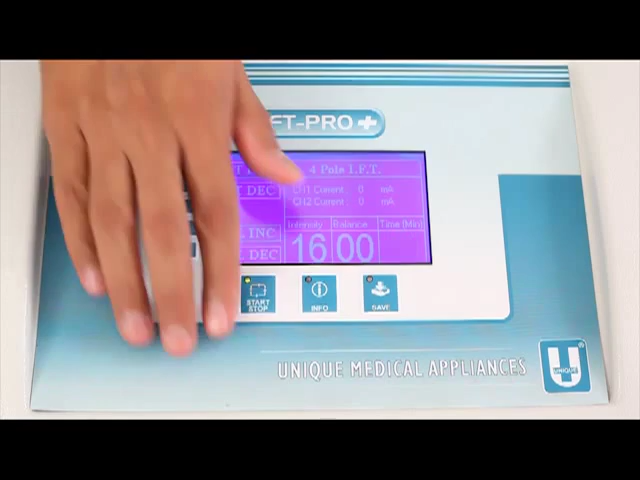 FT-PRO
4 Pole I.F.T.
DEC
CH1 Current : 0 mA
CH2 Current : 0 mA
INC
Intensity Balance Time (Min)
DEC
16 00
START STOP
INFO
SAVE
UNIQUE MEDICAL APPLIANCES
UNIQUE